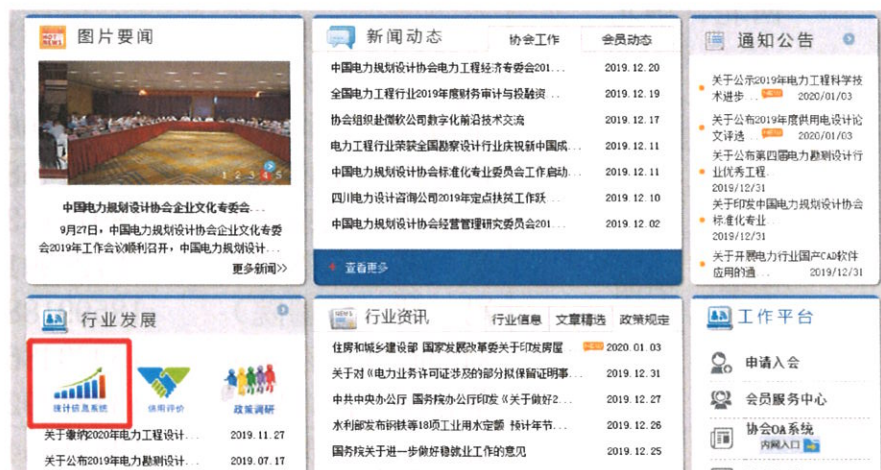 图片要闻
中国电力规划设计协会企业文化专委会...
9月27日，中国电力规划设计协会企业文化专委
会2019年工作会议顺利召开，中国电力规划设计...
更多新闻>>
新闻动态 协会工作 会员动态
中国电力规划设计协会电力工程经济专委会201... 2019.12.20
全国电力工程行业2019年度财务审计与投融资... 2019.12.19
协会组织赴微软公司数字化前沿技术交流 2019.12.17
电力工程行业荣获全国勘察设计行业庆祝新中国成... 2019.12.11
中国电力规划设计协会标准化专业委员会工作启动... 2019.12.11
四川电力设计咨询公司2019年定点扶贫工作跃... 2019.12.10
中国电力规划设计协会经营管理研究委员会201... 2019.12.02
查看更多
通知公告
关于公示2019年电力工程科学技
术进步... 2020/01/03
关于公布2019年度供用电设计论
文评选... 2020/01/03
关于公布第四届电力勘测设计行
业优秀工程...
2019/12/31
关于印发中国电力规划设计协会
标准化专业...
2019/12/31
关于开展电力行业国产CAD软件
应用的通... 2019/12/31
行业发展
统计信息系统 信用评价 政策调研
关于缴纳2020年电力工程设计... 2019.11.27
关于公布2019年电力勘测设计... 2019.07.17
行业资讯 行业信息 文章精选 政策规定
住房和城乡建设部 国家发展改革委关于印发房屋... 2020.01.03
关于对《电力业务许可证涉及的部分拟保留证明事... 2019.12.31
中共中央办公厅 国务院办公厅印发《关于做好2... 2019.12.27
水利部发布钢铁等18项工业用水定额 预计年节... 2019.12.26
国务院关于进一步做好稳就业工作的意见 2019.12.25
工作平台
申请入会
会员服务中心
协会OA系统
内网入口